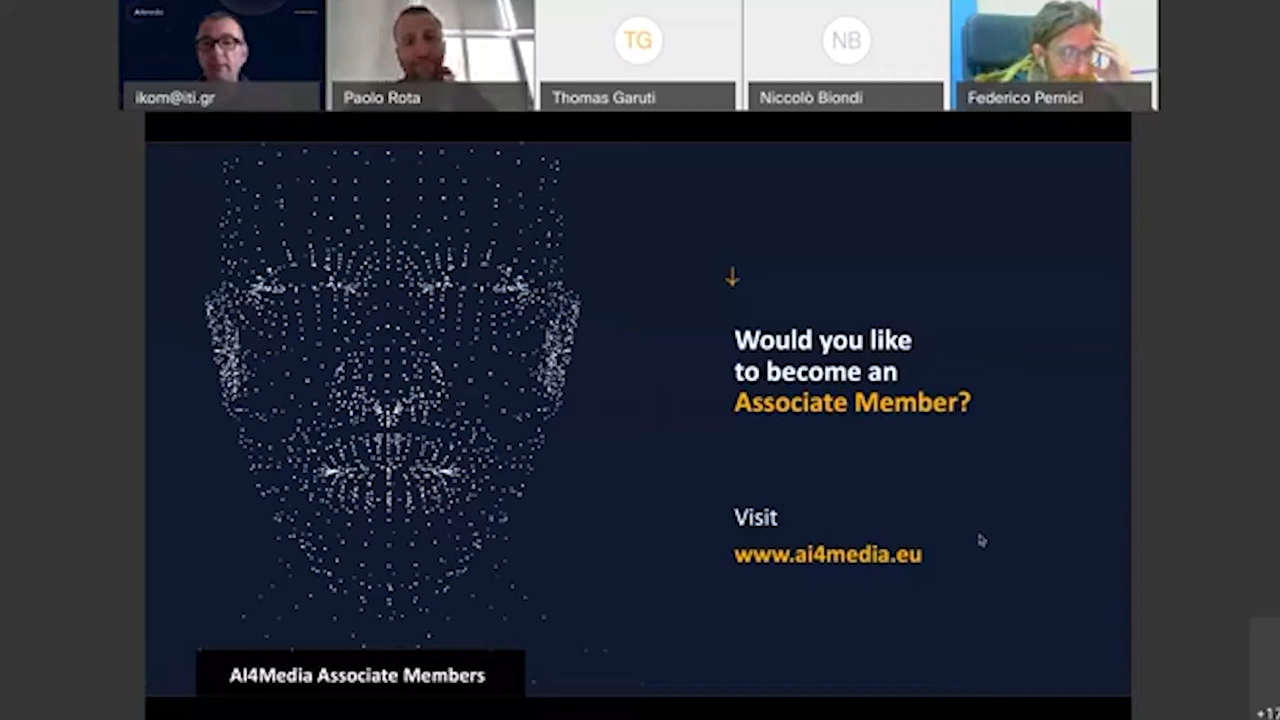 AI4media
ikom@iti.gr
Paolo Rota
TG
Thomas Garuti
NB
Niccolò Biondi
Federico Pernici
Would you like
to become an
Associate Member?
Visit
www.ai4media.eu
AI4Media Associate Members